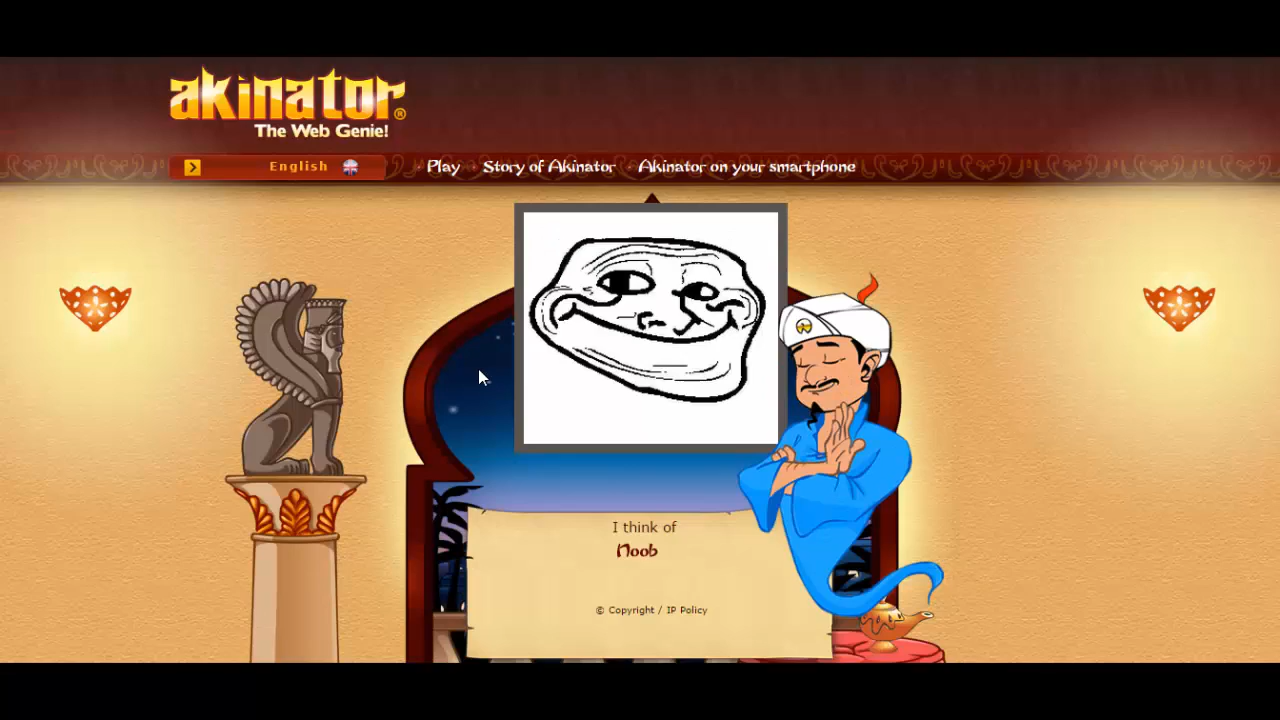 akinator®
The Web Genie!
English
Play
Story of Akinator
Akinator on your smartphone
I think of
Noob
© Copyright / IP Policy